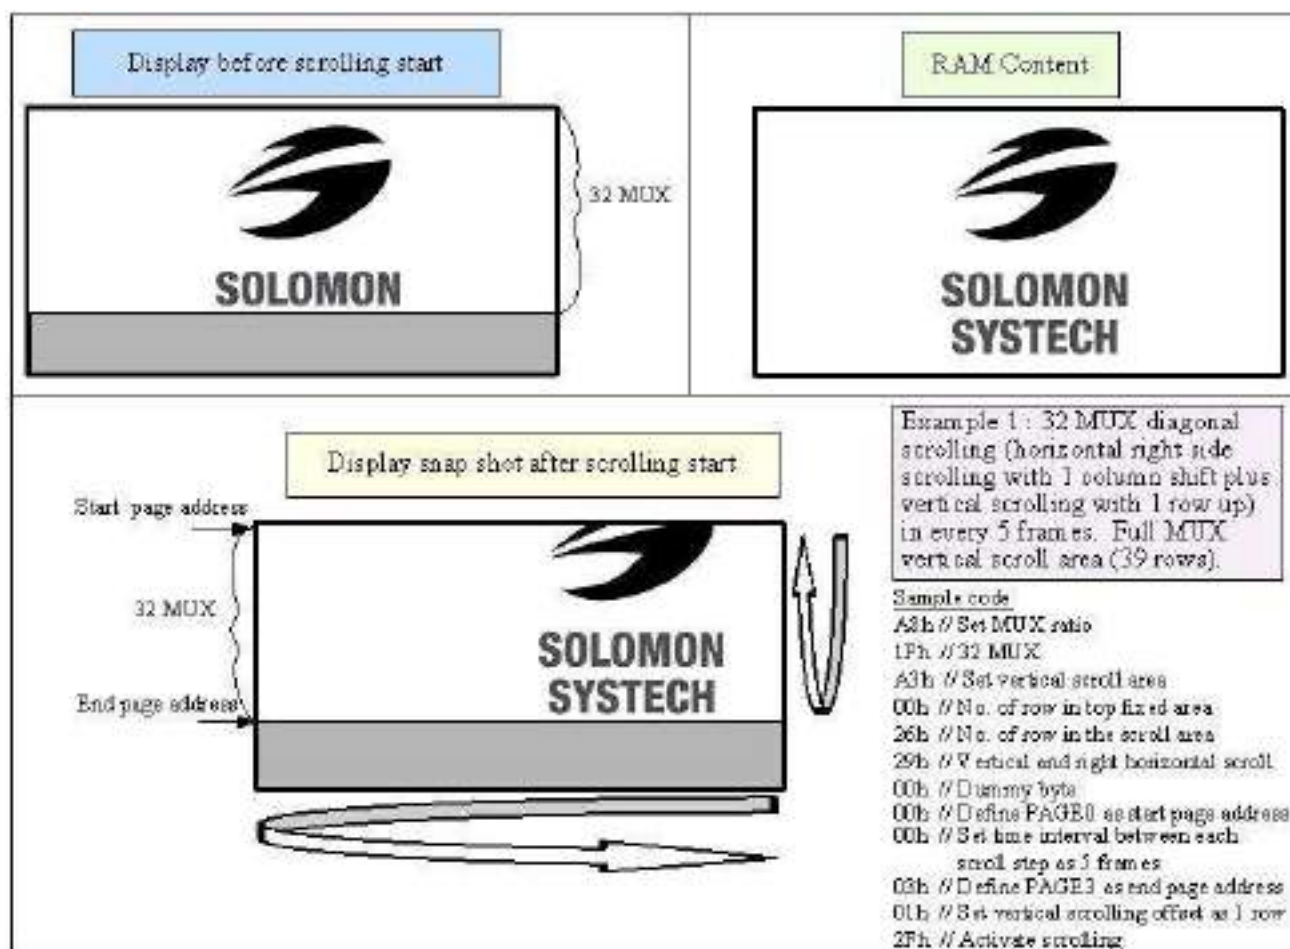 Display before scrolling start
RAM Content
32 MUX
SOLOMON
SOLOMON
SYSTECH
Display snap shot after scrolling start
Start page address
32 MUX
End page address
SOLOMON
SYSTECH
Example 1 : 32 MUX diagonal
scrolling (horizontal right side
scrolling with 1 column shift plus
vertical scrolling with 1 row up)
in every 5 frames. Full MUX
vertical scroll area (39 rows).
Sample code
A8h // Set MUX ratio
1Fh // 32 MUX
A3h // Set vertical scroll area
00h // No. of row in top fixed area
26h // No. of row in the scroll area
29h // Vertical and right horizontal scroll
00h // Dummy byte
00h // Define PAGE0 as start page address
00h // Set time interval between each
scroll step as 5 frames
03h // Define PAGE3 as end page address
01h // Set vertical scrolling offset as 1 row
2Fh // Activate scrolling